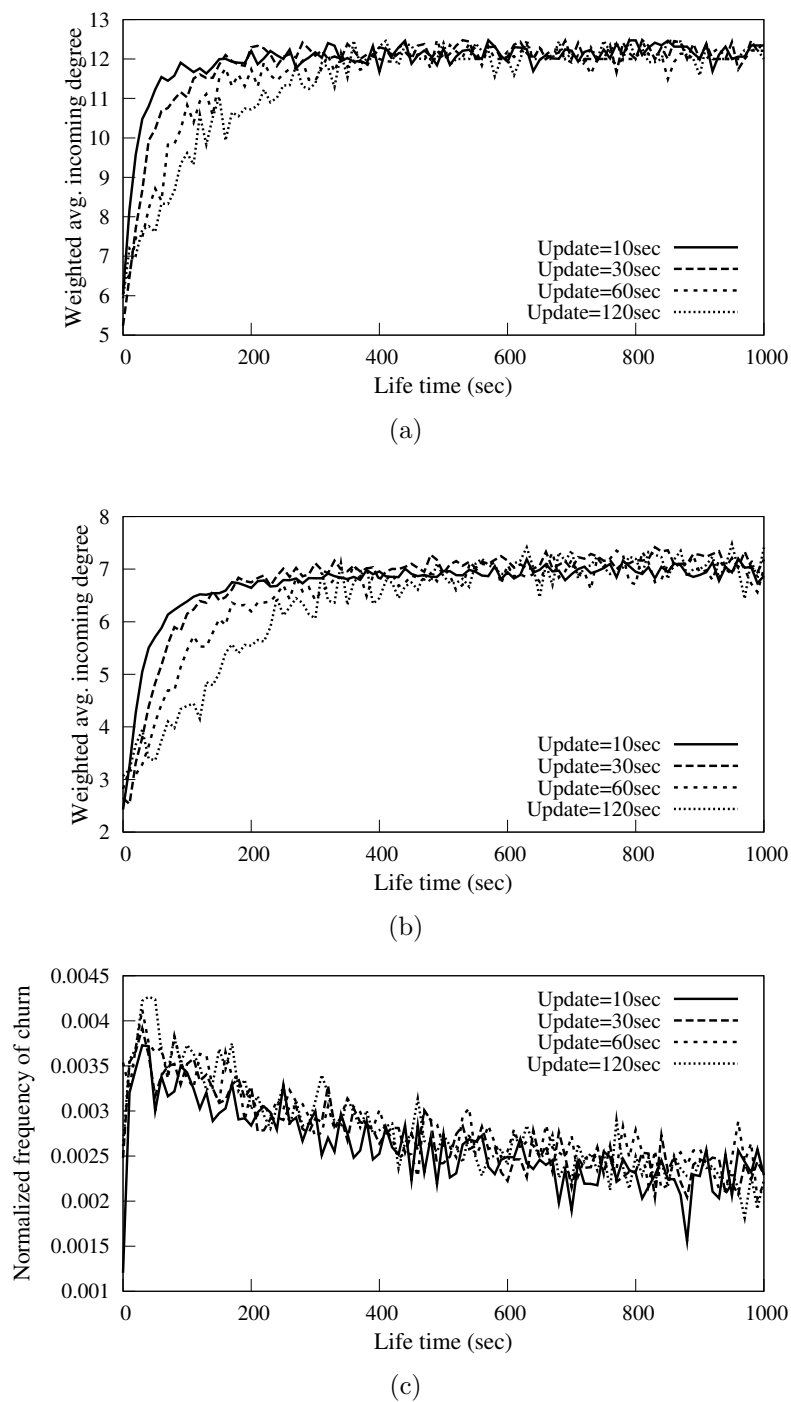 13
12
11
10
9
8
7
6
5
Weighted avg. incoming degree
Update=10sec
Update=30sec
Update=60sec
Update=120sec
0 200 400 600 800 1000
Life time (sec)
(a)
8
7
6
5
4
3
2
Weighted avg. incoming degree
Update=10sec
Update=30sec
Update=60sec
Update=120sec
0 200 400 600 800 1000
Life time (sec)
(b)
0.0045
0.004
0.0035
0.003
0.0025
0.002
0.0015
0.001
Normalized frequency of churn
Update=10sec
Update=30sec
Update=60sec
Update=120sec
0 200 400 600 800 1000
Life time (sec)
(c)